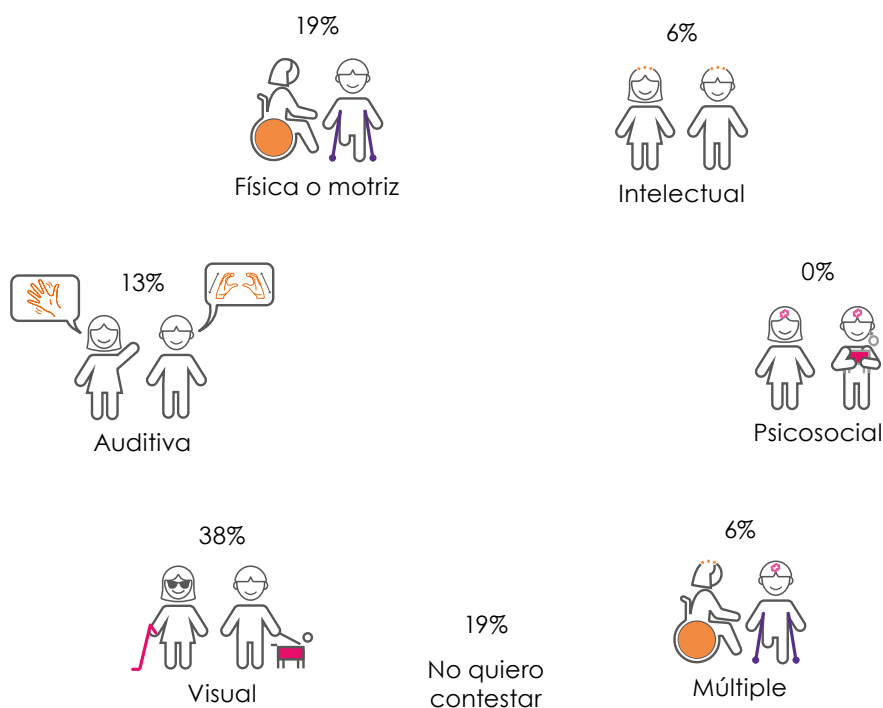 19%
Física o motriz
6%
Intelectual
13%
Auditiva
0%
Psicosocial
38%
Visual
19%
No quiero
contestar
6%
Múltiple